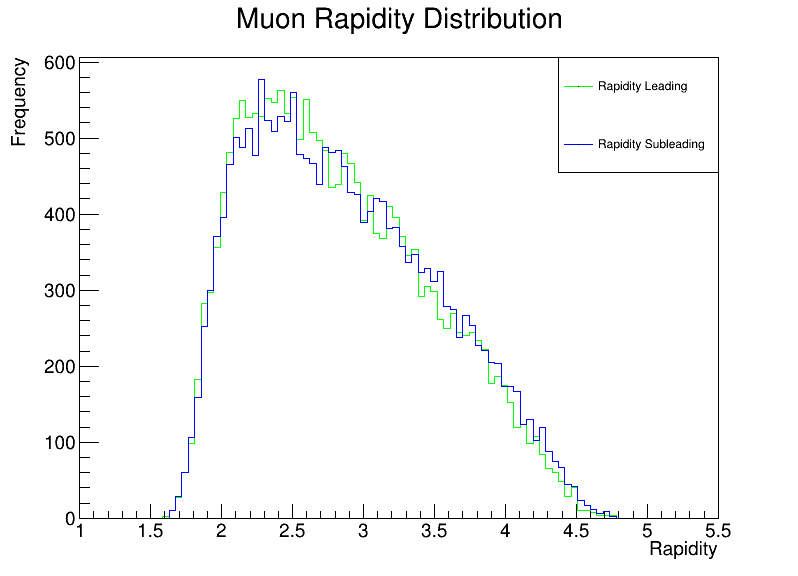 Muon Rapidity Distribution
Frequency
600
500
400
300
200
100
0
Rapidity Leading
Rapidity Subleading
1 1.5 2 2.5 3 3.5 4 4.5 5 5.5
Rapidity